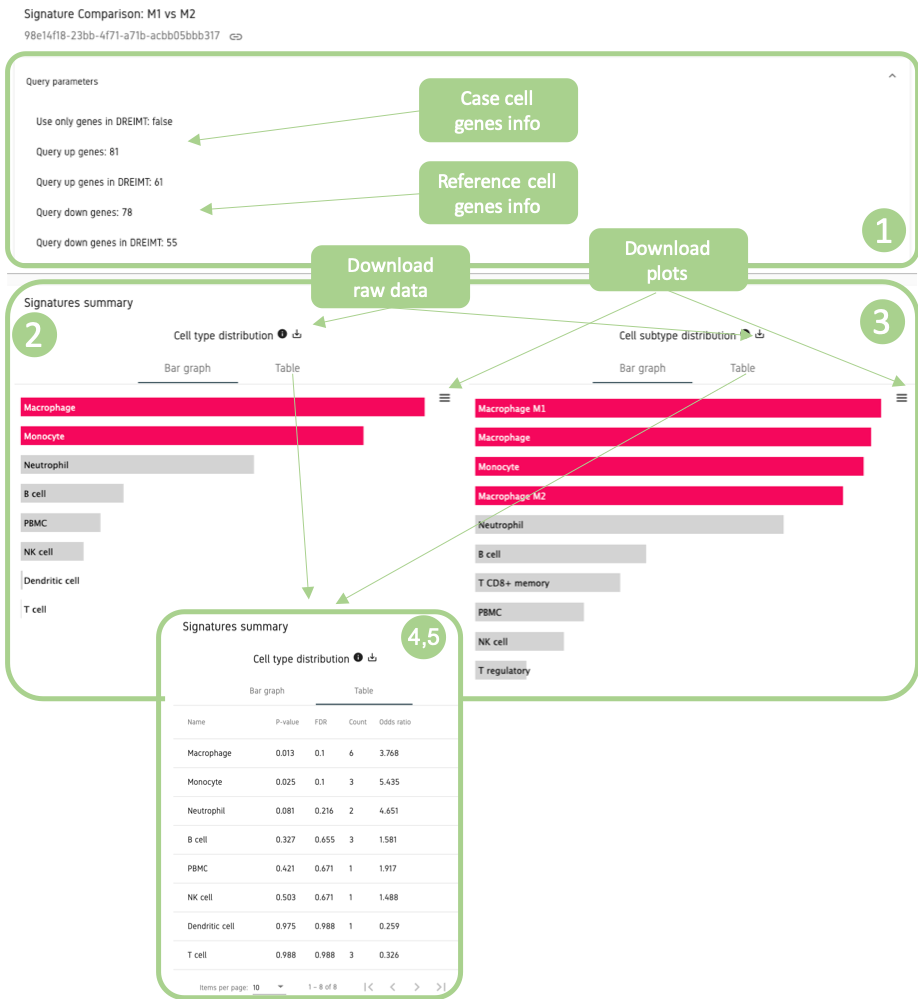 Signature Comparison: M1 vs M2
98e14f18-23bb-4f71-a71b-acbb05bbb317
Query parameters
Case cell
genes info
Use only genes in DREIMT: false
Query up genes: 81
Query up genes in DREIMT: 61
Reference cell
genes info
Query down genes: 78
Query down genes in DREIMT: 55
1
Download
raw data
Download
plots
Signatures summary
2
3
Cell type distribution
Bar graph Table
Macrophage
Monocyte
Neutrophil
B cell
PBMC
NK cell
Dendritic cell
T cell
Cell subtype distribution
Bar graph Table
Macrophage M1
Macrophage
Monocyte
Macrophage M2
Neutrophil
B cell
T CD8+ memory
PBMC
NK cell
T regulatory
Signatures summary
4,5
Cell type distribution
Bar graph Table
Name P-value FDR Count Odds ratio
Macrophage 0.013 0.1 6 3.768
Monocyte 0.025 0.1 3 5.435
Neutrophil 0.081 0.216 2 4.651
B cell 0.327 0.655 3 1.581
PBMC 0.421 0.671 1 1.917
NK cell 0.503 0.671 1 1.488
Dendritic cell 0.975 0.988 1 0.259
T cell 0.988 0.988 3 0.326
Items per page: 10 1 – 8 of 8